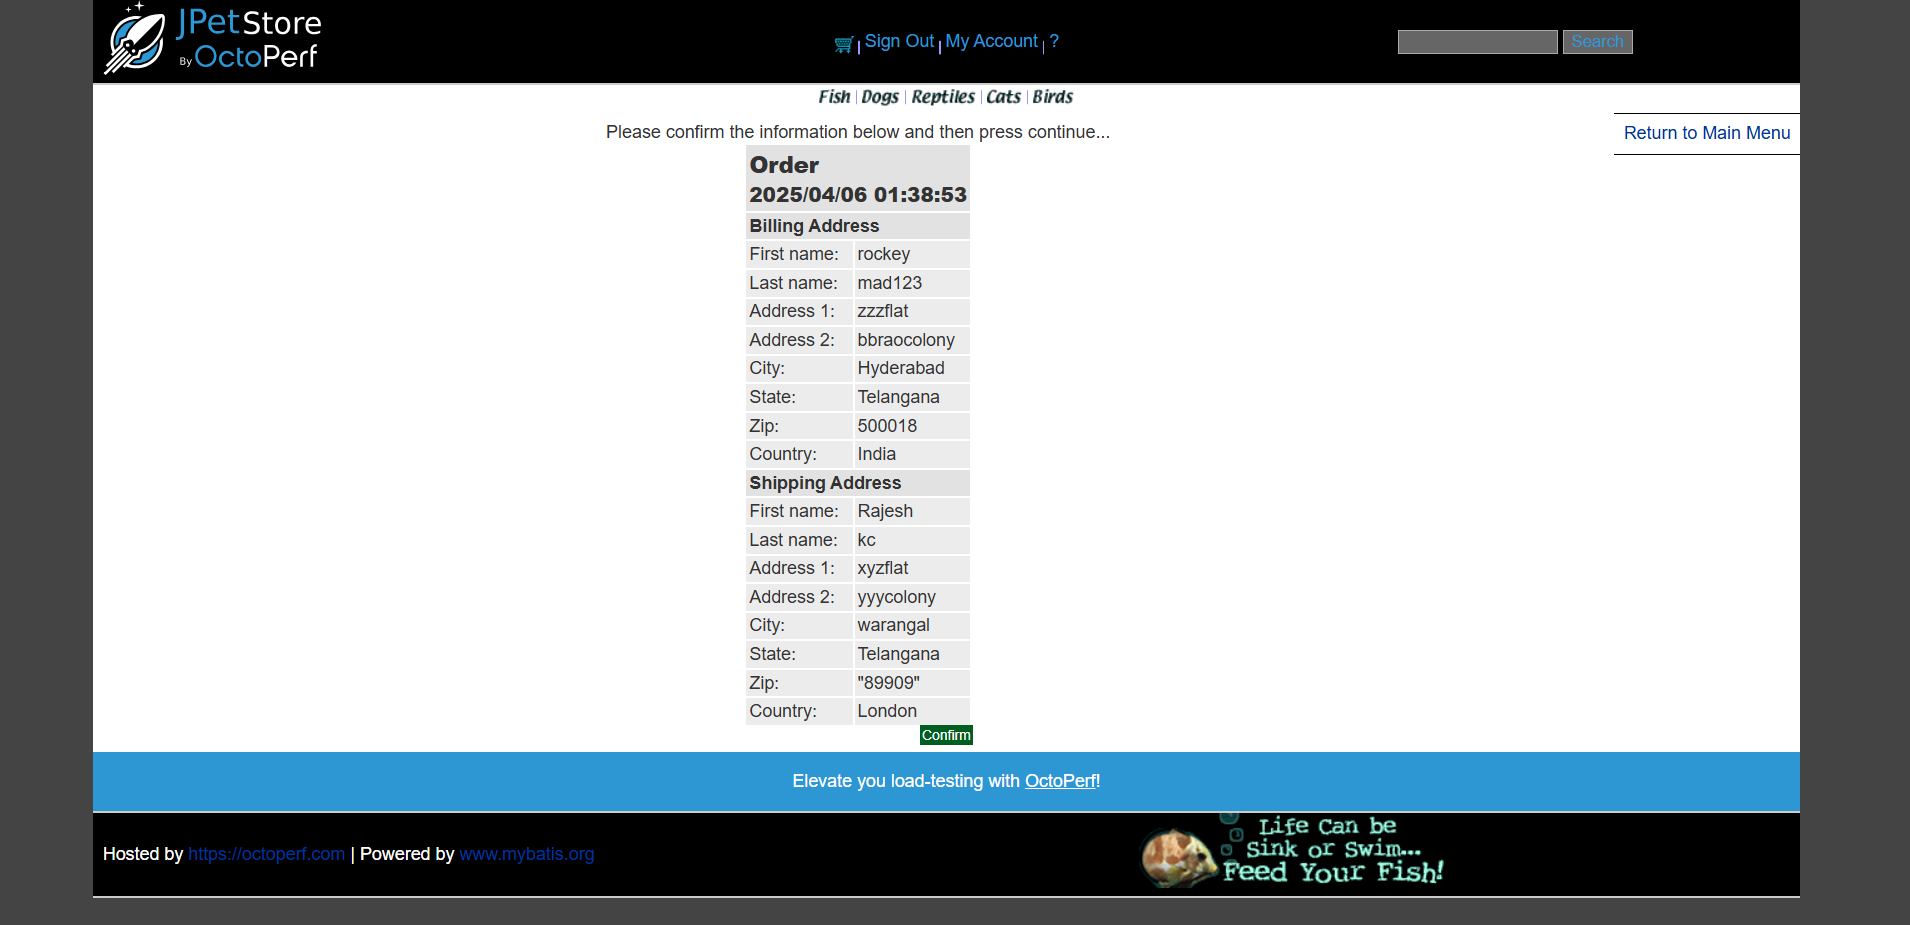 JPetStore
By OctoPerf
| Sign Out | My Account | ?
Search
Fish | Dogs | Reptiles | Cats | Birds
Return to Main Menu
Please confirm the information below and then press continue...
Order
2025/04/06 01:38:53
Billing Address
First name: rockey
Last name: mad123
Address 1: zzzflat
Address 2: bbraocolony
City: Hyderabad
State: Telangana
Zip: 500018
Country: India
Shipping Address
First name: Rajesh
Last name: kc
Address 1: xyzflat
Address 2: yyycolony
City: warangal
State: Telangana
Zip: "89909"
Country: London
Confirm
Elevate you load-testing with OctoPerf!
Hosted by https://octoperf.com | Powered by www.mybatis.org
Life Can be
Sink or Swim...
Feed Your Fish!